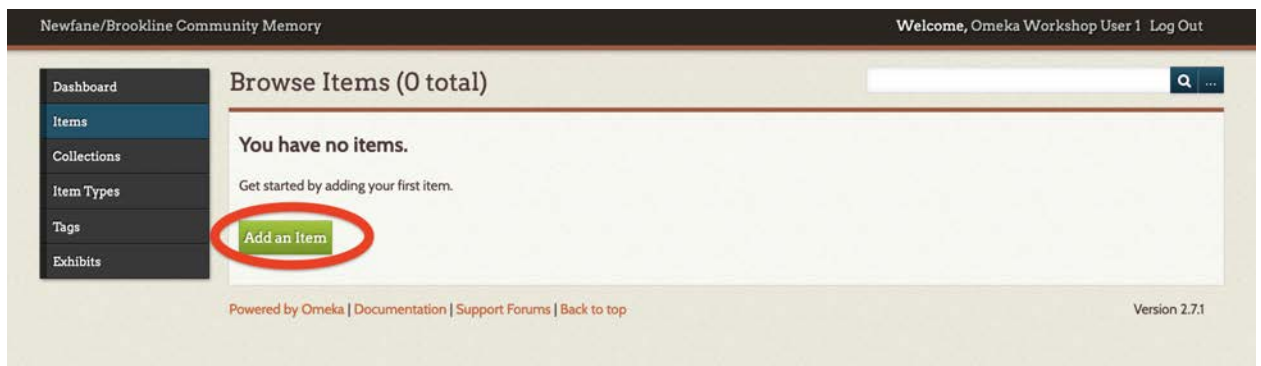 Newfane/Brookline Community Memory
Welcome, Omeka Workshop User 1 Log Out
Dashboard
Items
Collections
Item Types
Tags
Exhibits
Browse Items (0 total)
...
You have no items.
Get started by adding your first item.
Add an Item
Powered by Omeka | Documentation | Support Forums | Back to top
Version 2.7.1